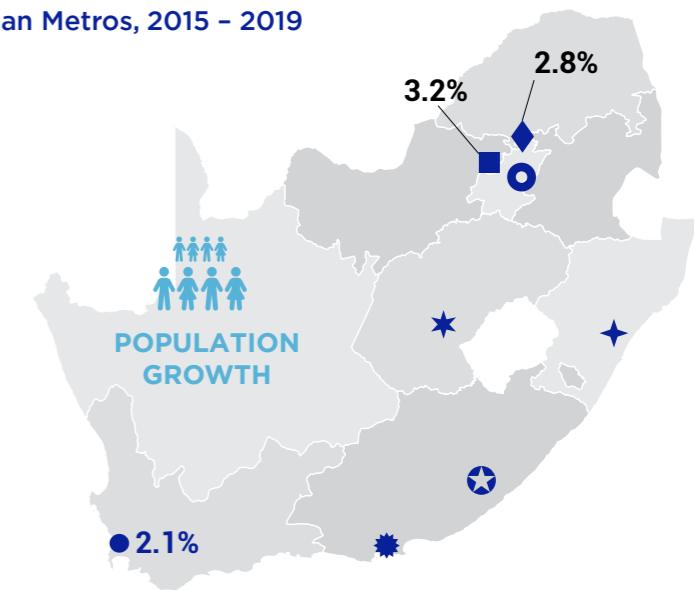 an Metros, 2015 – 2019
2.8%
3.2%
POPULATION
GROWTH
2.1%